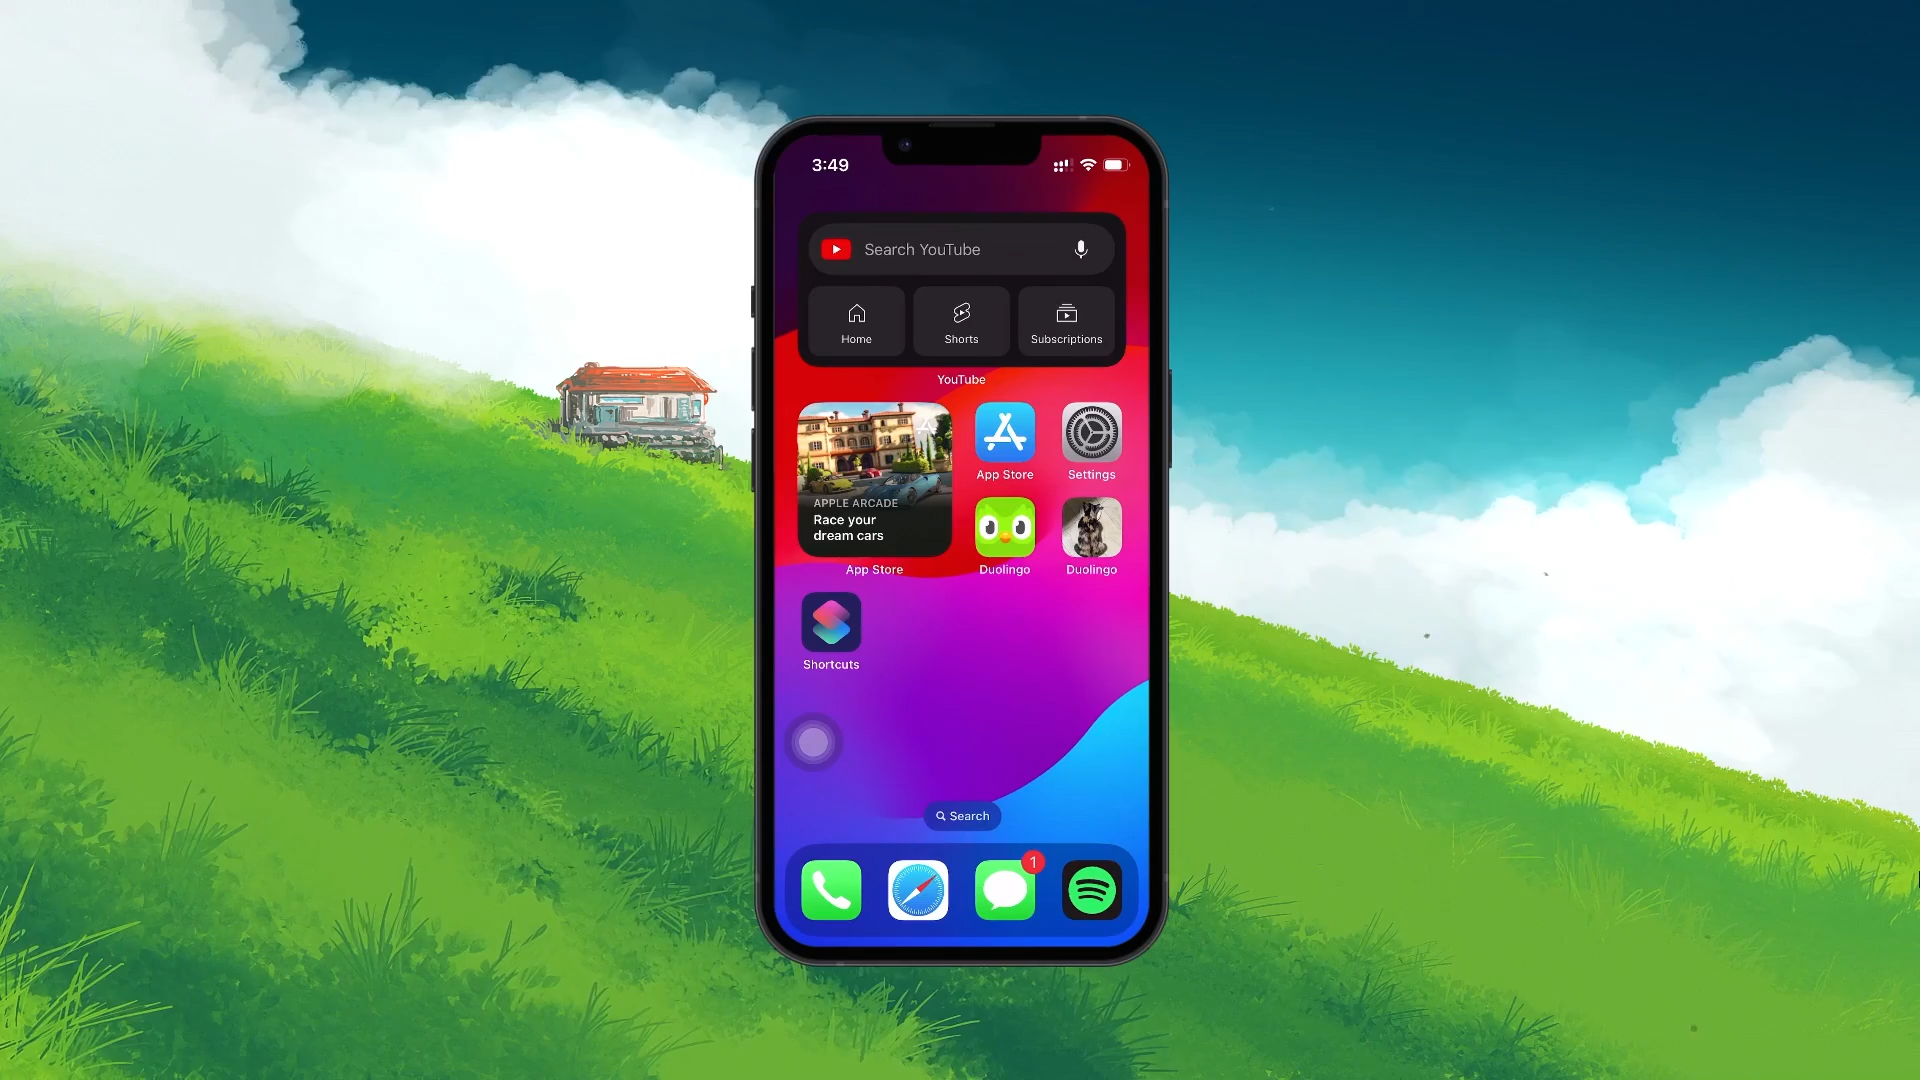 3:49
Search YouTube
Home
Shorts
Subscriptions
YouTube
APPLE ARCADE
Race your
dream cars
App Store
App Store
Settings
Duolingo
Duolingo
Shortcuts
Search
1